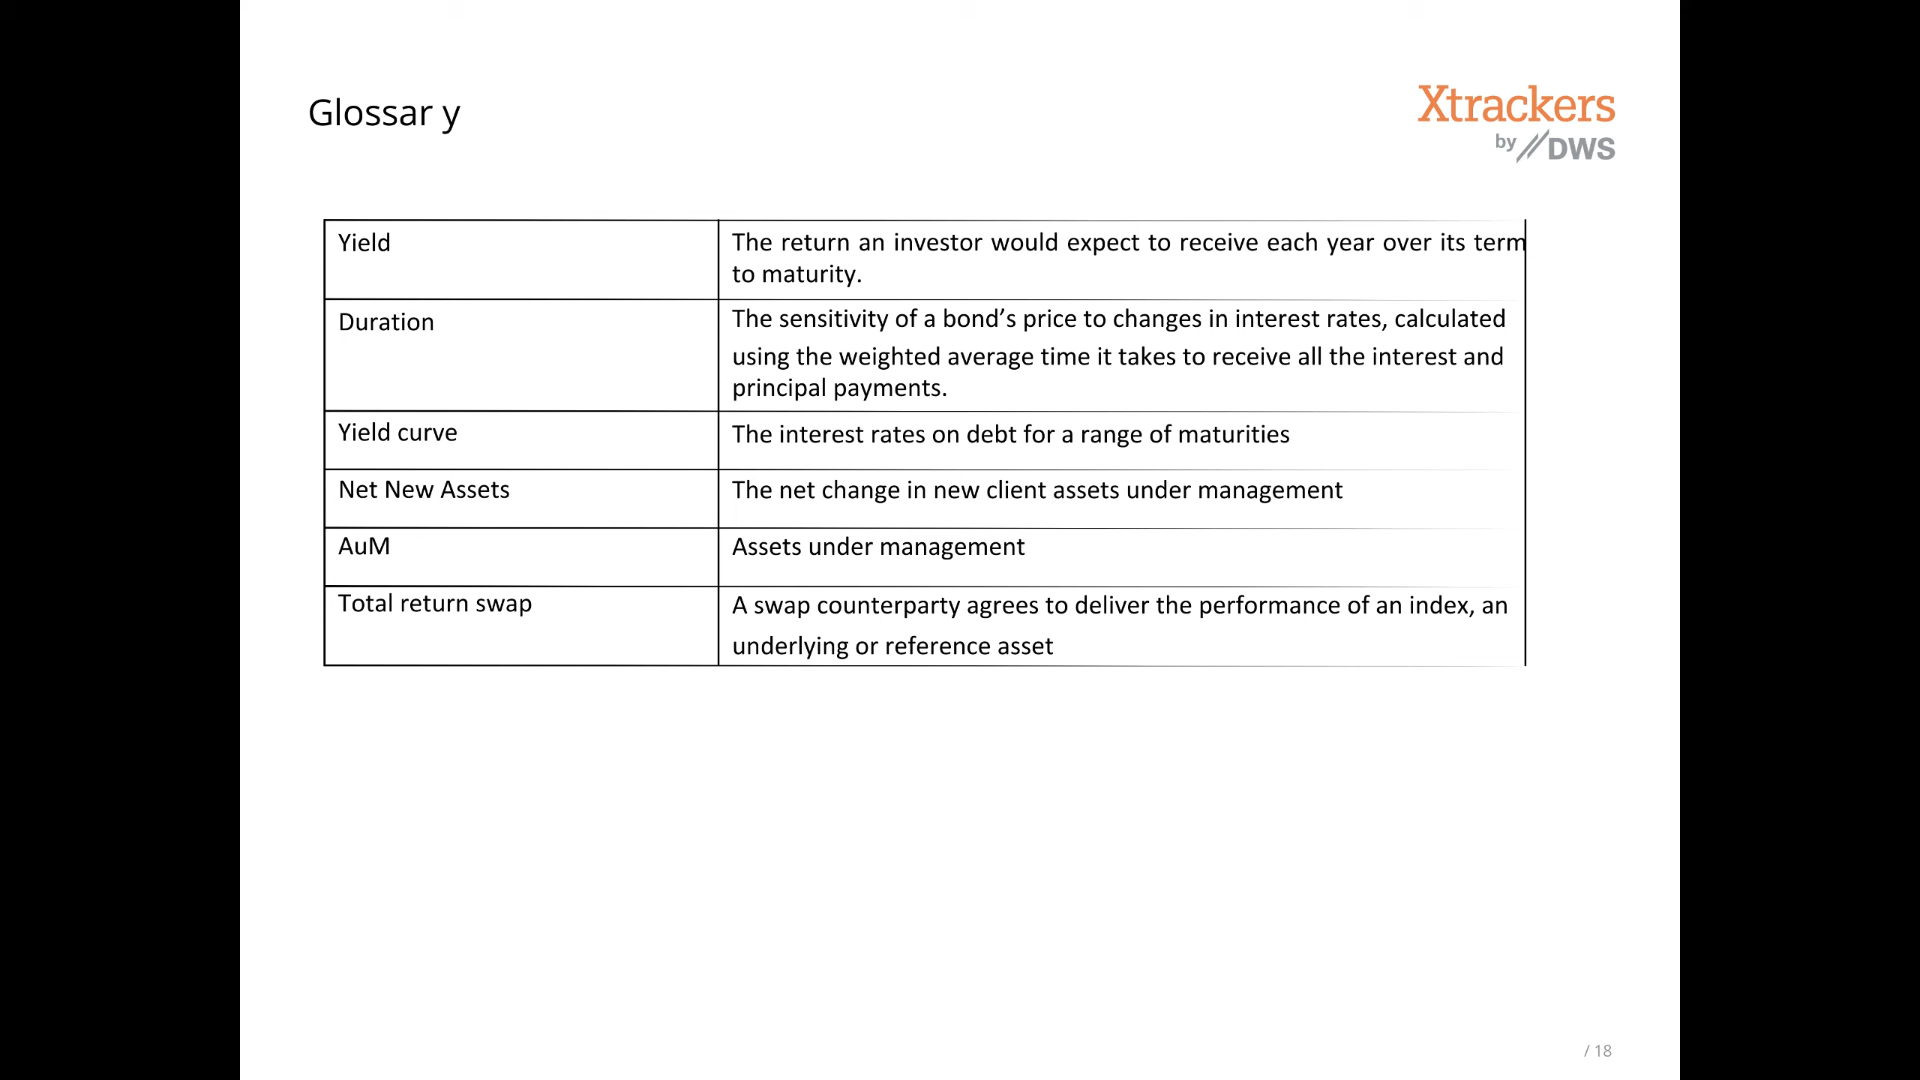 Glossar y
Xtrackers
by DWS
Yield
The return an investor would expect to receive each year over its term
to maturity.
Duration
The sensitivity of a bond’s price to changes in interest rates, calculated
using the weighted average time it takes to receive all the interest and
principal payments.
Yield curve
The interest rates on debt for a range of maturities
Net New Assets
The net change in new client assets under management
AuM
Assets under management
Total return swap
A swap counterparty agrees to deliver the performance of an index, an
underlying or reference asset
/ 18